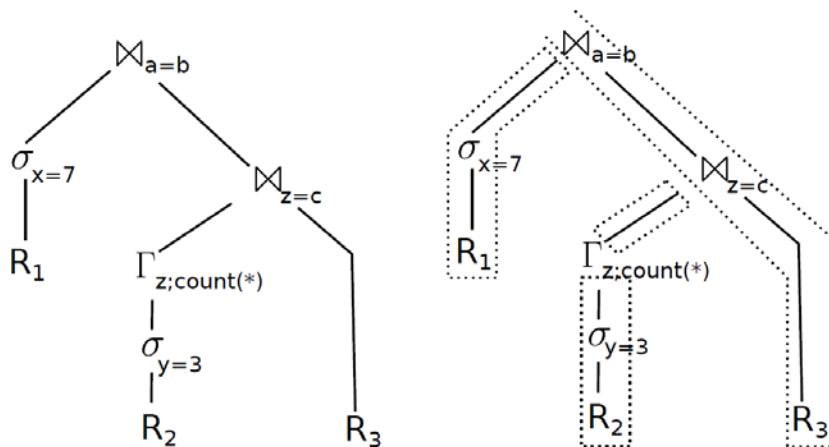 ⋈a=b
σx=7
⋈z=c
R1
Γz;count(*)
σy=3
R2
R3
⋈a=b
σx=7
⋈z=c
R1
Γz;count(*)
σy=3
R2
R3